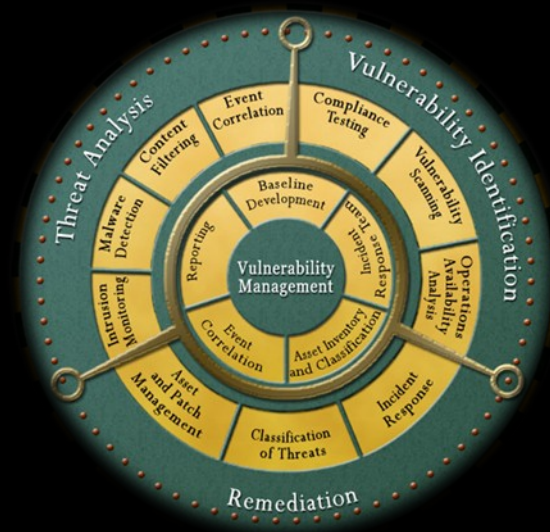 Threat Analysis
Vulnerability Identification
Remediation
Event
Correlation
Compliance
Testing
Vulnerability
Scanning
Operations
Availability
Analysis
Incident
Response
Classification
of Threats
Asset
and Patch
Management
Intrusion
Monitoring
Malware
Detection
Content
Filtering
Baseline
Development
Incident
Response Team
Asset Inventory
and Classification
Event
Correlation
Reporting
Vulnerability
Management